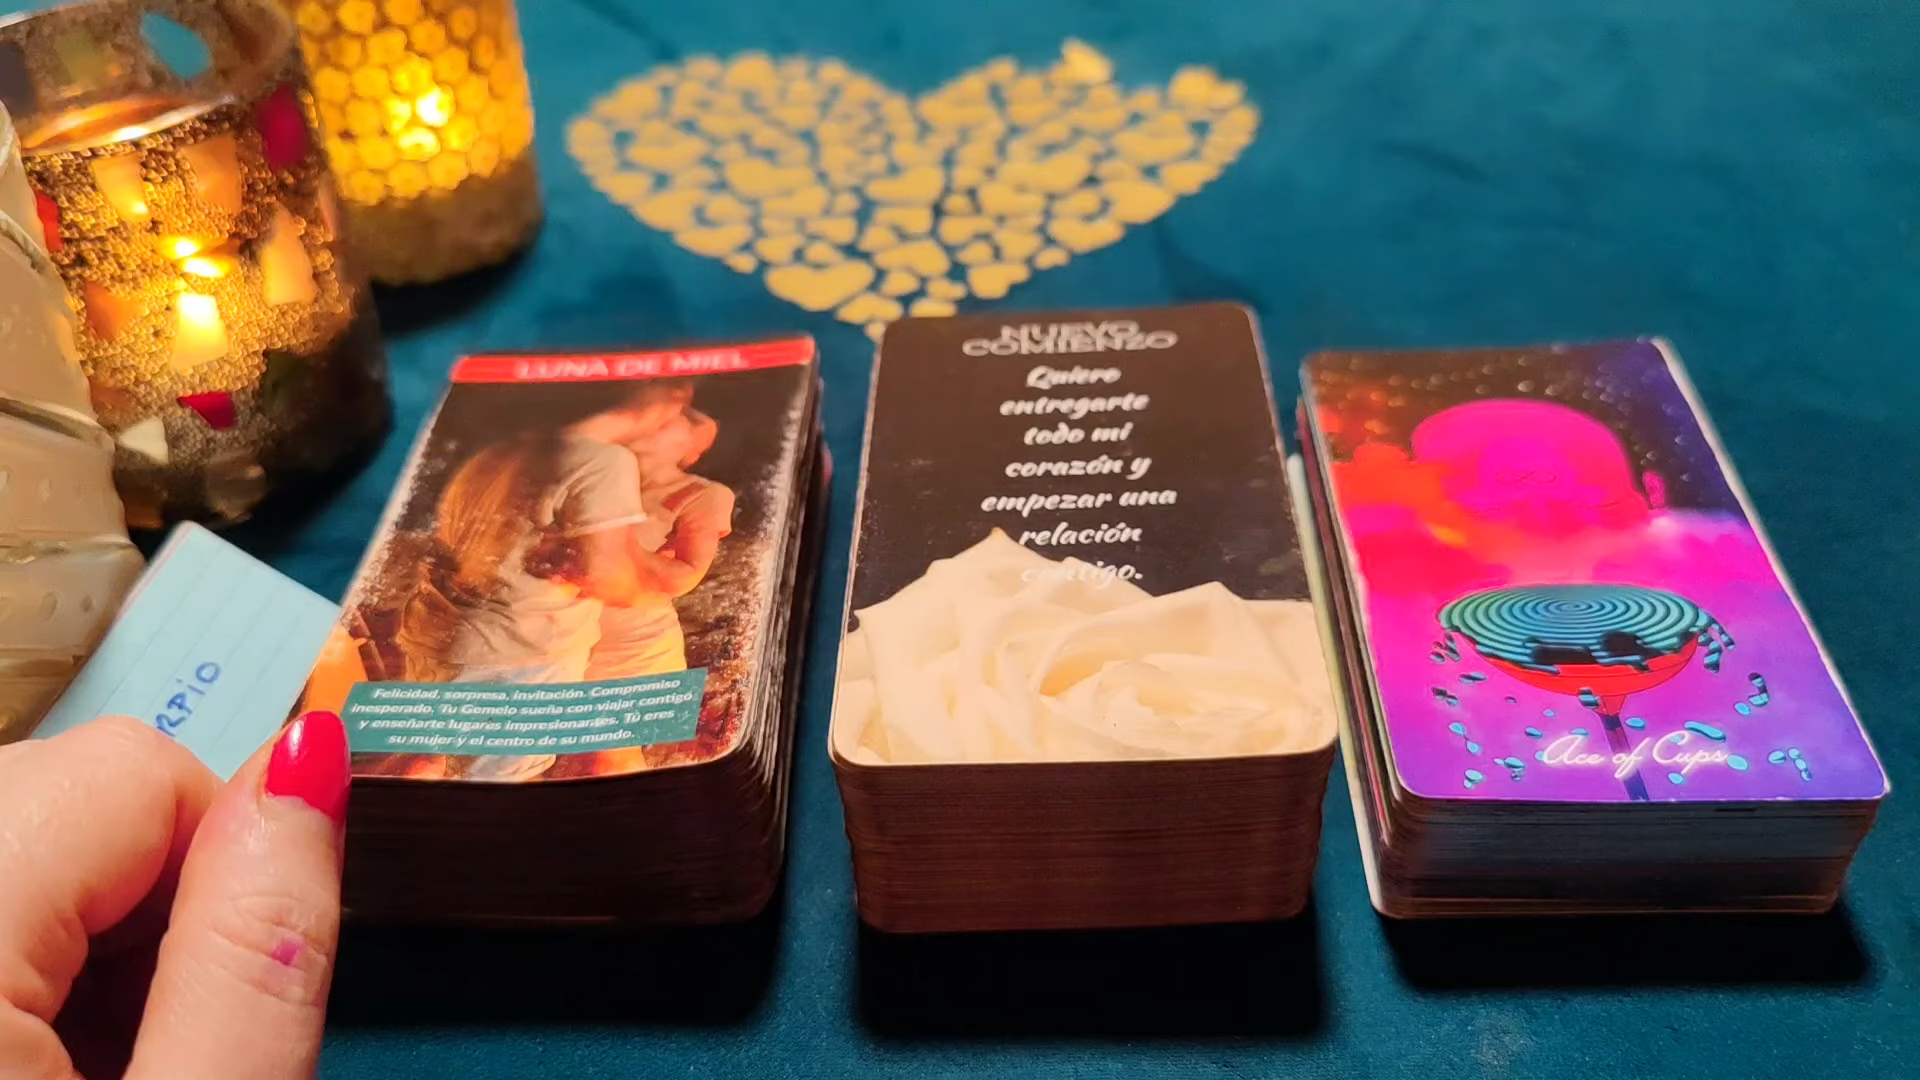 LUNA DE MIEL
Felicidad, sorpresa, invitación. Compromiso
inesperado. Tu Gemelo sueña con viajar contigo
y enseñarte lugares impresionantes. Tú eres
su mujer y el centro de su mundo.
NUEVO
COMIENZO
Quiero
entregarte
todo mi
corazón y
empezar una
relación
contigo.
Ace of Cups
RPIO